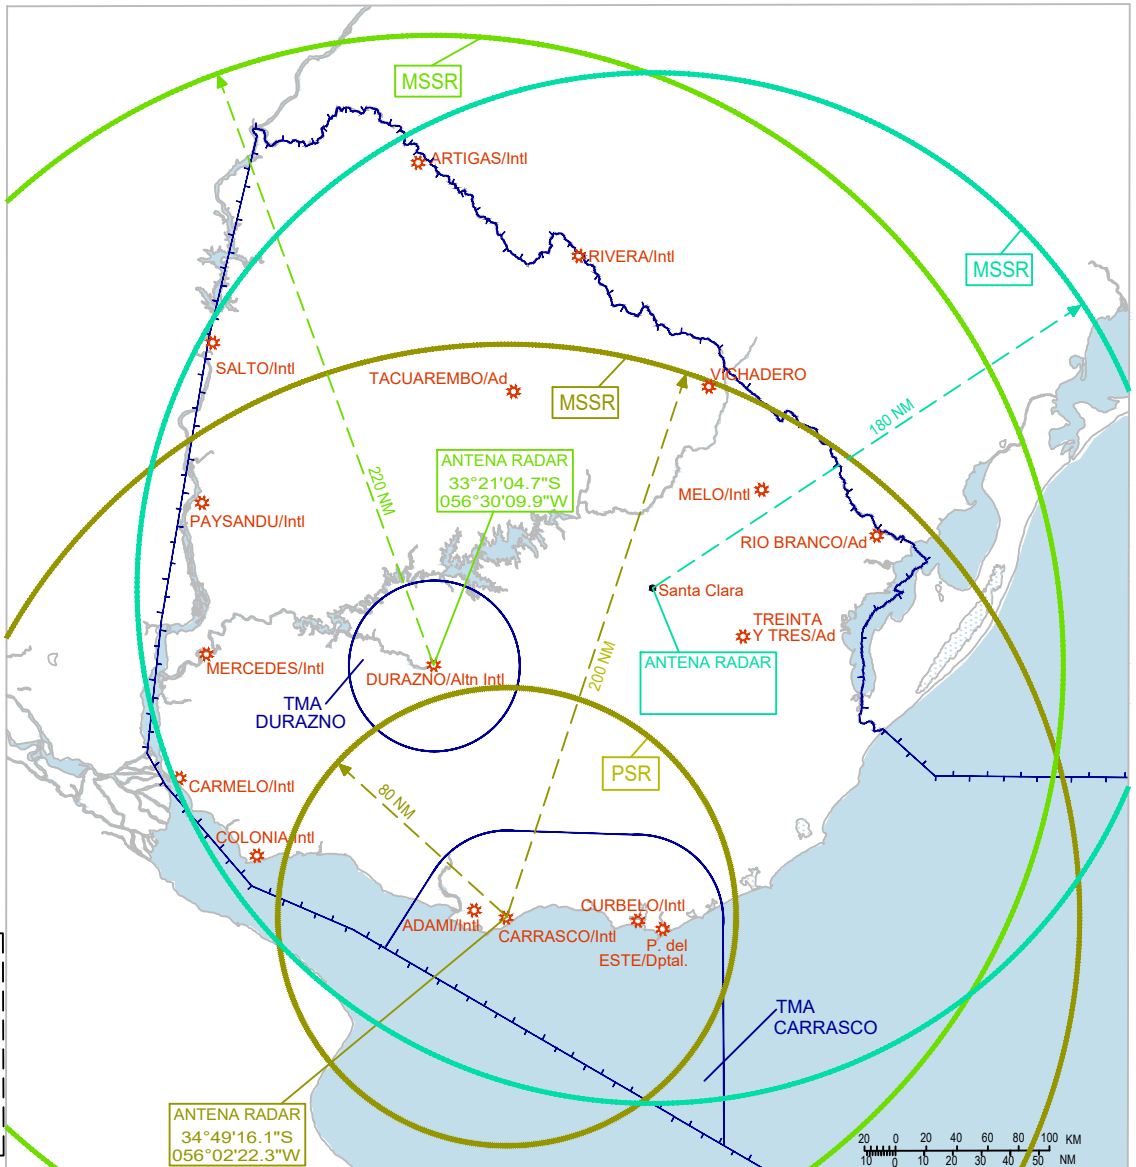 MSSR
ARTIGAS/Intl
RIVERA/Intl
MSSR
SALTO/Intl
TACUAREMBO/Ad
VICHADERO
MSSR
180 NM
ANTENA RADAR
33°21'04.7"S
056°30'09.9"W
220 NM
MELO/Intl
PAYSANDU/Intl
RIO BRANCO/Ad
Santa Clara
TREINTA
Y TRES/Ad
ANTENA RADAR
MERCEDES/Intl
DURAZNO/Altn Intl
200 NM
TMA
DURAZNO
PSR
CARMELO/Intl
80 NM
COLONIA/Intl
ADAMI/Intl
CARRASCO/Intl
CURBELO/Intl
P. del
ESTE/Dptal.
TMA
CARRASCO
ANTENA RADAR
34°49'16.1"S
056°02'22.3"W
20 0 20 40 60 80 100 KM
10 0 10 20 30 40 50 NM